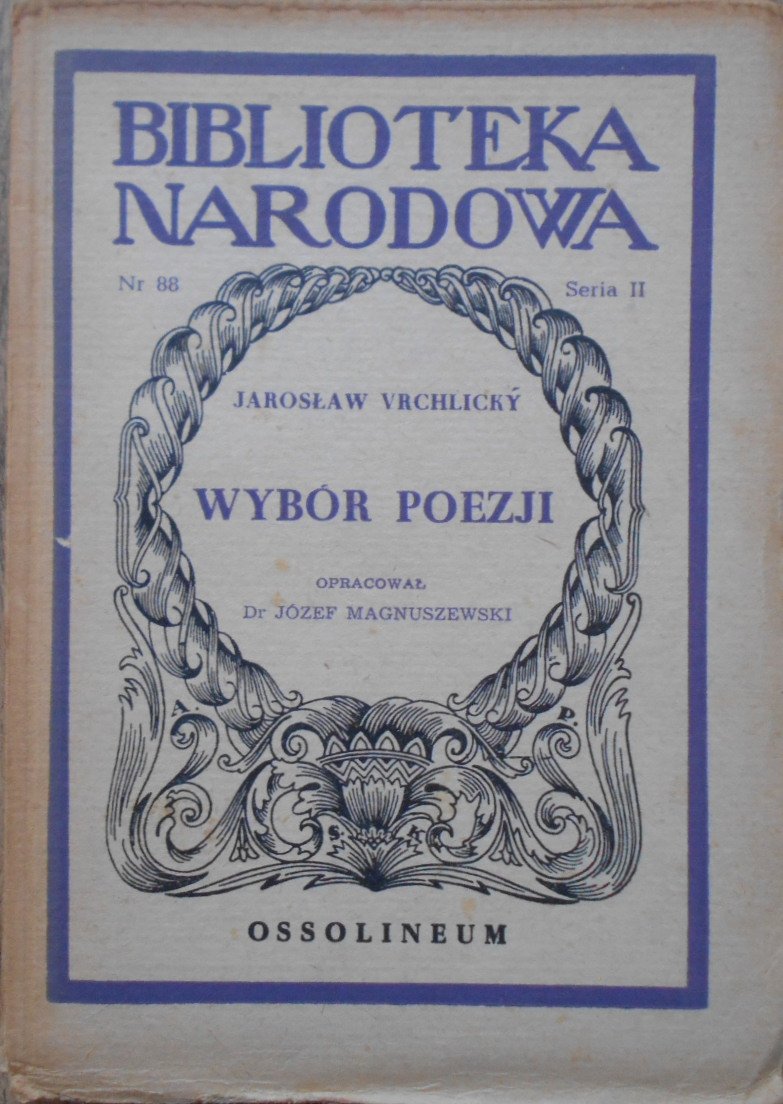 BIBLIOTEKA
NARODOWA
Nr 88
Seria II
JAROSŁAW VRCHLICKÝ
WYBÓR POEZJI
OPRACOWAŁ
Dr JÓZEF MAGNUSZEWSKI
A. P.
S. K
OSSOLINEUM